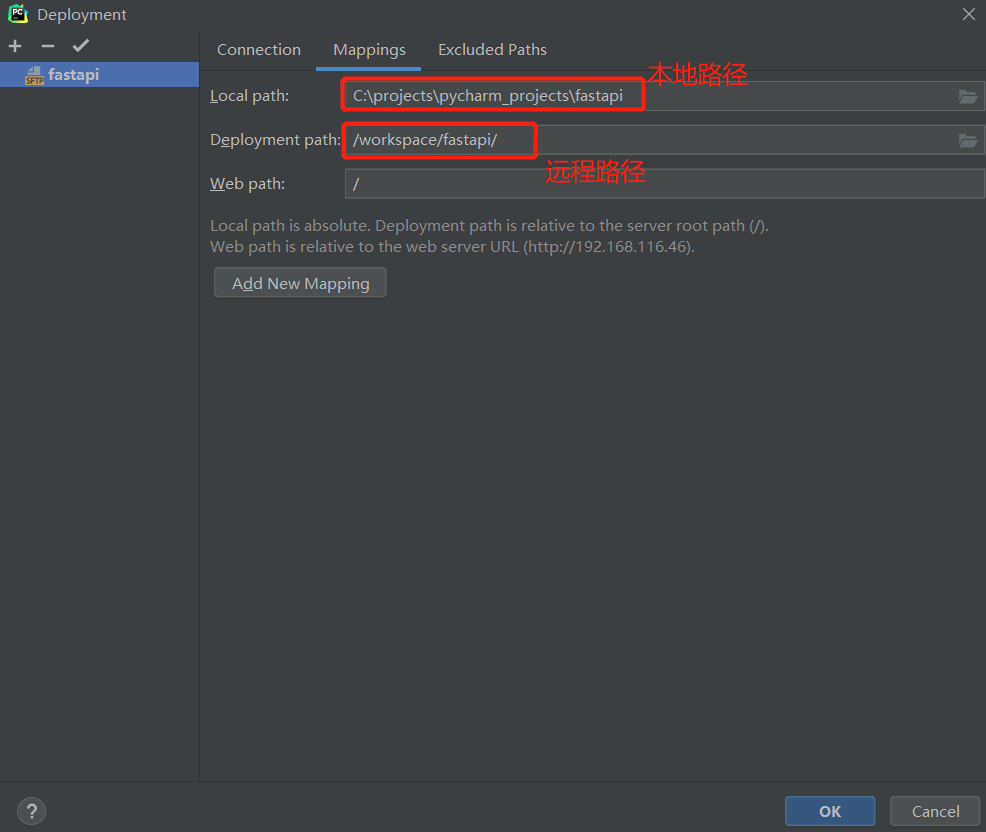 Deployment
fastapi
Connection Mappings Excluded Paths
本地路径
Local path: C:\projects\pycharm_projects\fastapi
Deployment path: /workspace/fastapi/
远程路径
Web path: /
Local path is absolute. Deployment path is relative to the server root path (/).
Web path is relative to the web server URL (http://192.168.116.46).
Add New Mapping
? OK Cancel